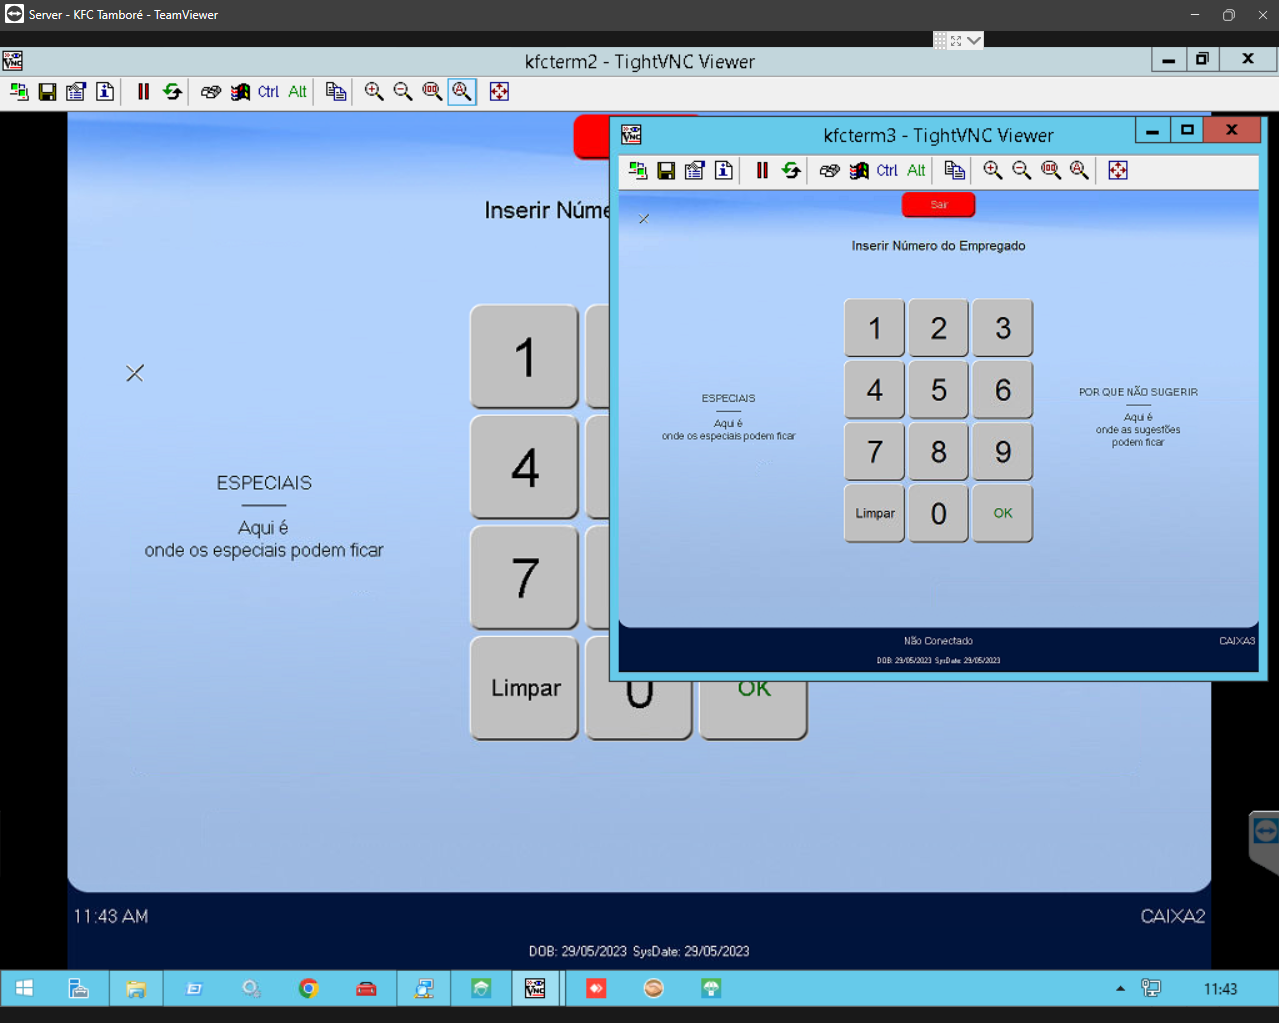 Server - KFC Tamboré - TeamViewer
kfcterm2 - TightVNC Viewer
Ctrl Alt
kfcterm3 - TightVNC Viewer
Ctrl Alt
Sair
Inserir Número do Empregado
1 2 3
4 5 6
7 8 9
Limpar 0 OK
ESPECIAIS
Aqui é
onde os especiais podem ficar
POR QUE NÃO SUGERIR
Aqui é
onde as sugestões
podem ficar
Não Conectado
CAIXA3
DOB: 29/05/2023 SysDate: 29/05/2023
Inserir Núme
1
4
7
Limpar 0 OK
ESPECIAIS
Aqui é
onde os especiais podem ficar
11:43 AM
CAIXA2
DOB: 29/05/2023 SysDate: 29/05/2023
11:43